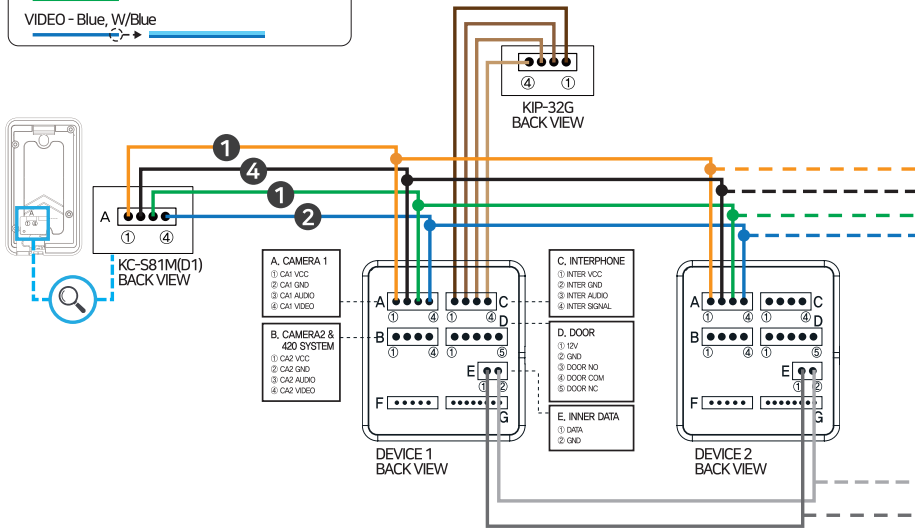 VIDEO - Blue, W/Blue
④ ①
KIP-32G
BACK VIEW
1
4
1
2
A
① ④
A
① ④
KC-S81M(D1)
BACK VIEW
A. CAMERA 1
① CA1 VCC
② CA1 GND
③ CA1 AUDIO
④ CA1 VIDEO
B. CAMERA2 &
420 SYSTEM
① CA2 VCC
② CA2 GND
③ CA2 AUDIO
④ CA2 VIDEO
C. INTERPHONE
① INTER VCC
② INTER GND
③ INTER AUDIO
④ INTER SIGNAL
D. DOOR
① 12V
② GND
③ DOOR NO
④ DOOR COM
⑤ DOOR NC
E. INNER DATA
① DATA
② GND
A C
① ④ ① ④
D
B
① ④ ① ⑤
E
① ②
F
G
DEVICE 1
BACK VIEW
A C
① ④ ① ④
D
B
① ④ ① ⑤
E
① ②
F
G
DEVICE 2
BACK VIEW